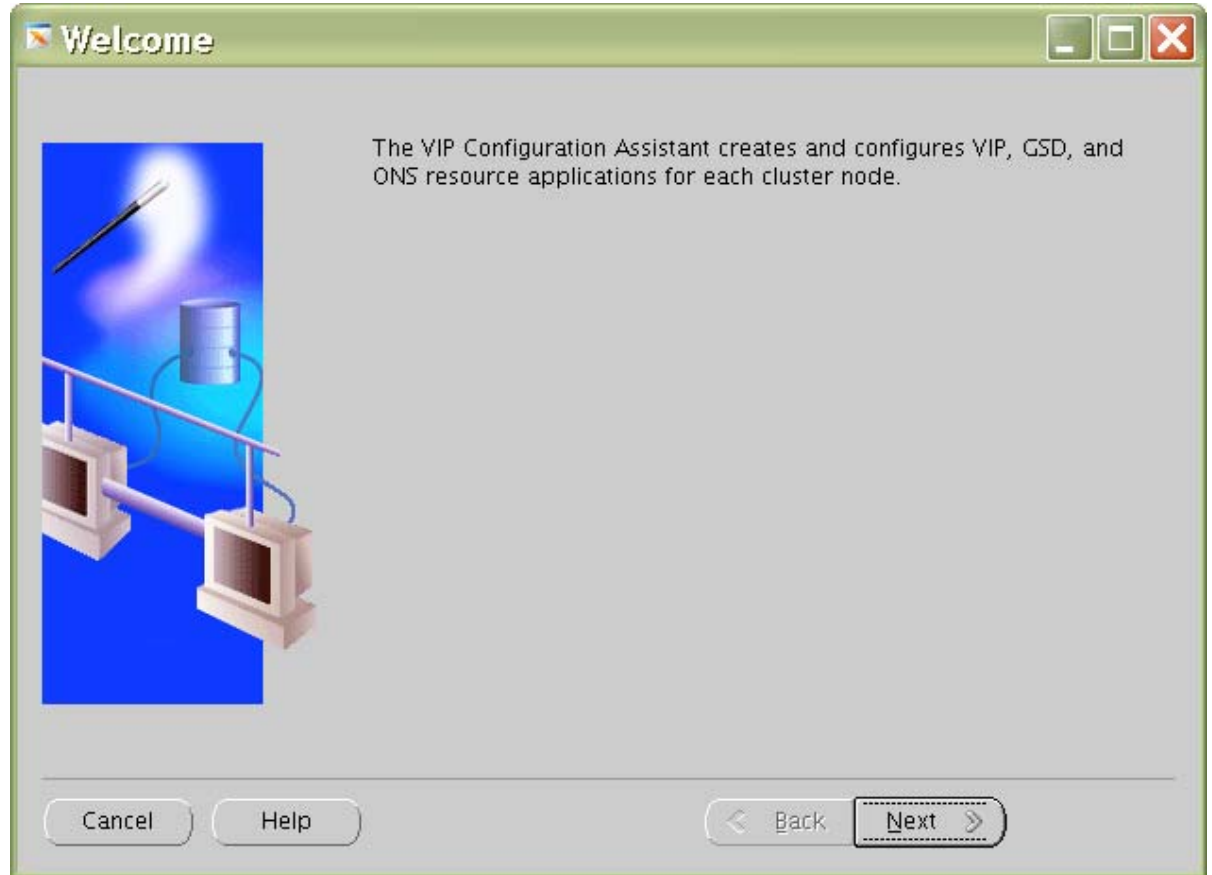 Welcome
The VIP Configuration Assistant creates and configures VIP, GSD, and
ONS resource applications for each cluster node.
Cancel
Help
Back
Next